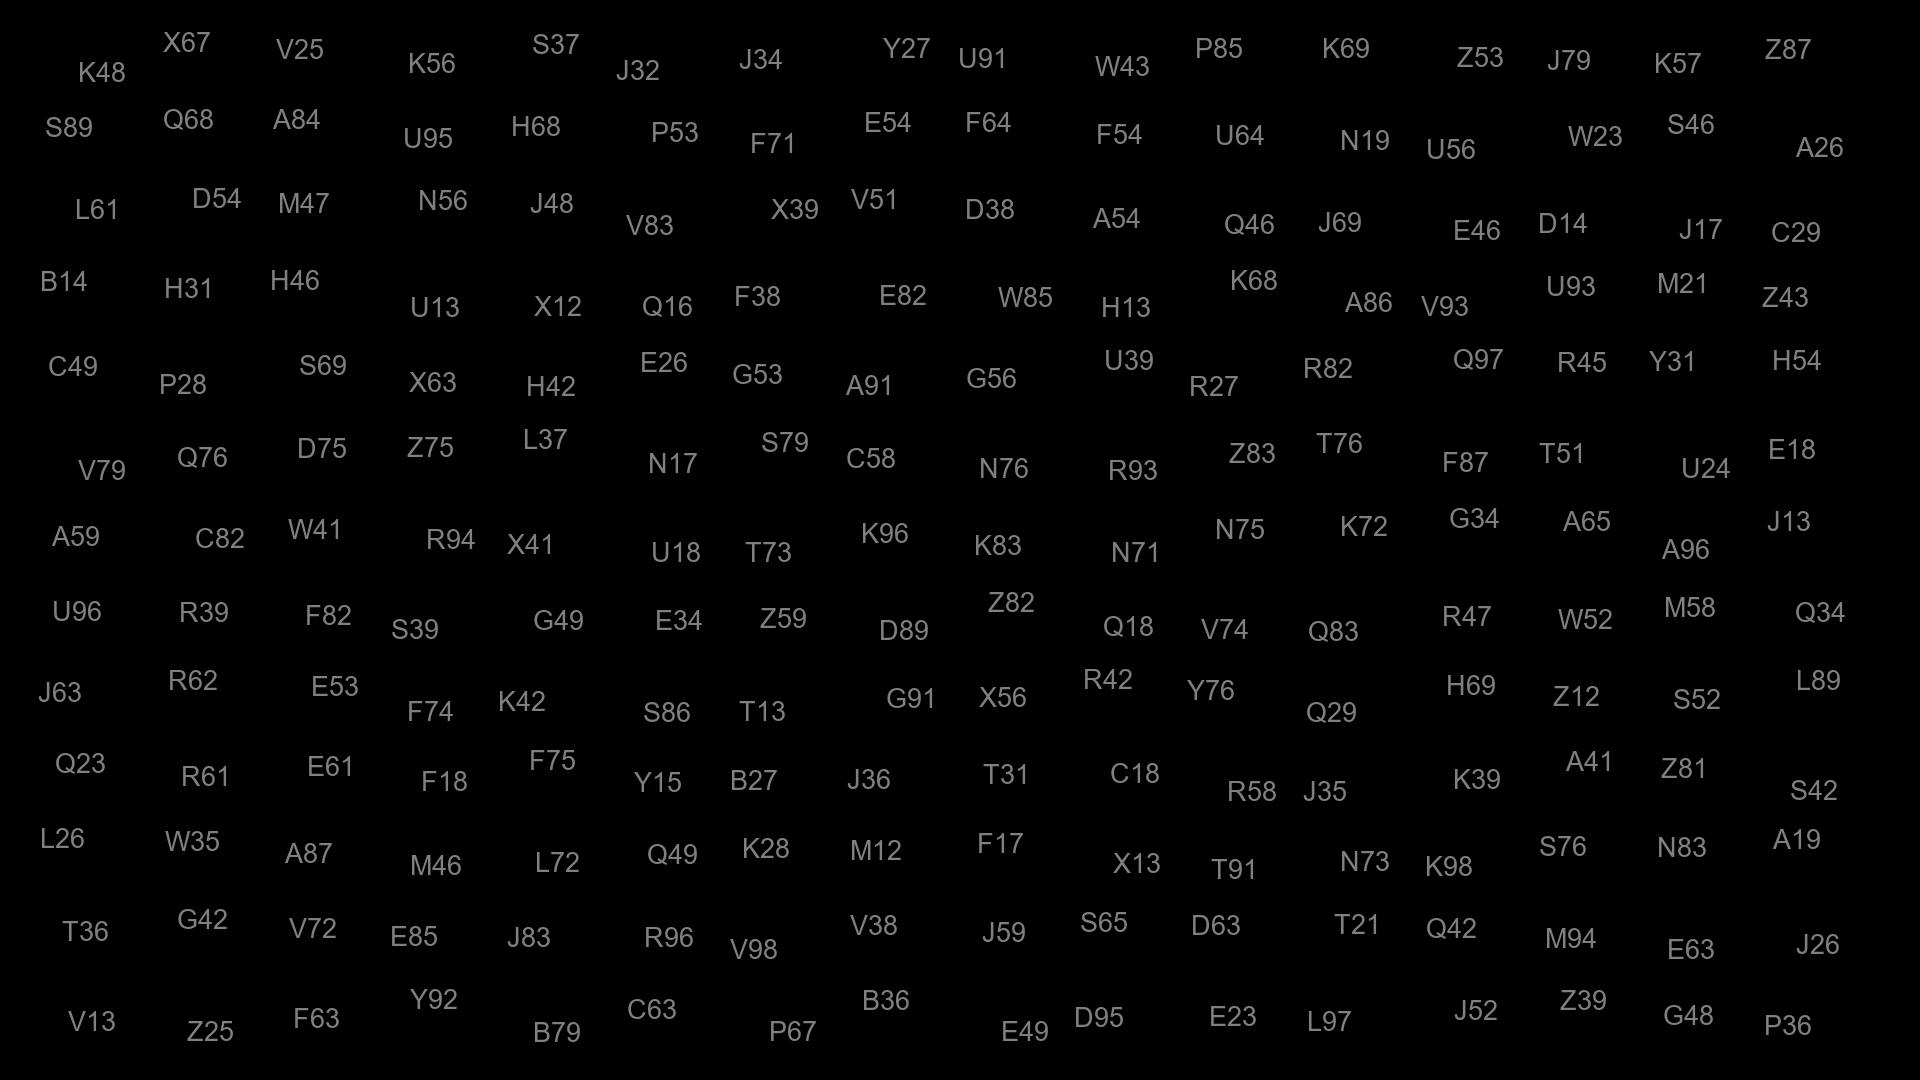 K48 X67 V25 K56 S37 J32 J34 Y27 U91 W43 P85 K69 Z53 J79 K57 Z87
S89 Q68 A84 U95 H68 P53 F71 E54 F64 F54 U64 N19 U56 W23 S46 A26
L61 D54 M47 N56 J48 V83 X39 V51 D38 A54 Q46 J69 E46 D14 J17 C29
B14 H31 H46 U13 X12 Q16 F38 E82 W85 H13 K68 A86 V93 U93 M21 Z43
C49 P28 S69 X63 H42 E26 G53 A91 G56 U39 R27 R82 Q97 R45 Y31 H54
V79 Q76 D75 Z75 L37 N17 S79 C58 N76 R93 Z83 T76 F87 T51 U24 E18
A59 C82 W41 R94 X41 U18 T73 K96 K83 N71 N75 K72 G34 A65 A96 J13
U96 R39 F82 S39 G49 E34 Z59 D89 Z82 Q18 V74 Q83 R47 W52 M58 Q34
J63 R62 E53 F74 K42 S86 T13 G91 X56 R42 Y76 Q29 H69 Z12 S52 L89
Q23 R61 E61 F18 F75 Y15 B27 J36 T31 C18 R58 J35 K39 A41 Z81 S42
L26 W35 A87 M46 L72 Q49 K28 M12 F17 X13 T91 N73 K98 S76 N83 A19
T36 G42 V72 E85 J83 R96 V98 V38 J59 S65 D63 T21 Q42 M94 E63 J26
V13 Z25 F63 Y92 B79 C63 P67 B36 E49 D95 E23 L97 J52 Z39 G48 P36